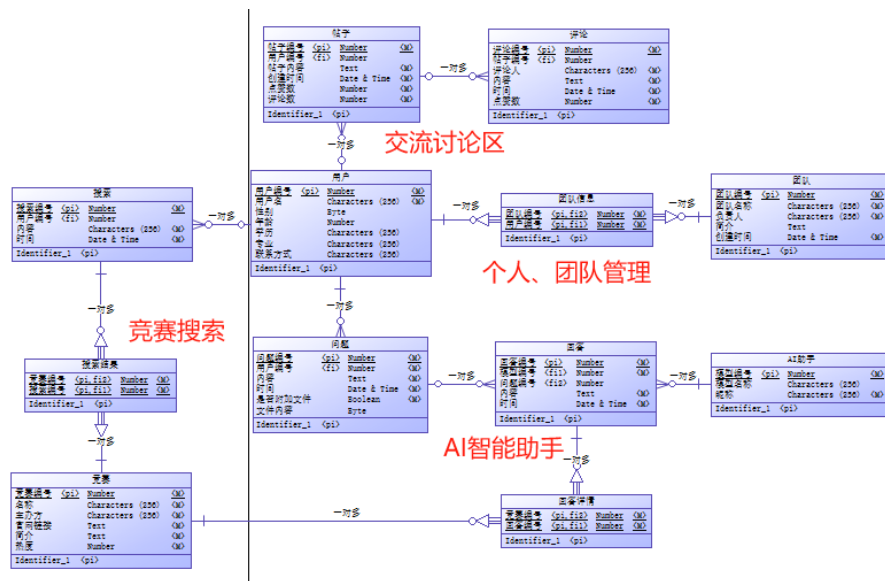 帖子
帖子编号 <pi> Number <M>
用户编号 <fi> Number <M>
帖子内容 Text <M>
创建时间 Date & Time <M>
点赞数 Number <M>
评论数 Number <M>
Identifier_1 <pi>
一对多
评论
评论编号 <pi> Number <M>
帖子编号 <fi> Number <M>
评论人 Characters (256) <M>
内容 Text <M>
时间 Date & Time <M>
点赞数 Number <M>
Identifier_1 <pi>
一对多
交流讨论区
搜索
搜索编号 <pi> Number <M>
用户编号 <fi> Number <M>
内容 Characters (256) <M>
时间 Date & Time <M>
Identifier_1 <pi>
一对多
用户
用户编号 <pi> Number <M>
用户名 Characters (256) <M>
性别 Byte
年龄 Number
学历 Characters (256) <M>
专业 Characters (256) <M>
联系方式 Characters (256) <M>
Identifier_1 <pi>
一对多
团队信息
团队编号 <pi,fi2> Number <M>
用户编号 <pi,fi1> Number <M>
Identifier_1 <pi>
一对多
团队
团队编号 <pi> Number <M>
团队名称 Characters (256) <M>
负责人 Characters (256) <M>
简介 Text
创建时间 Date & Time <M>
Identifier_1 <pi>
个人、团队管理
一对多
竞赛搜索
一对多
搜索结果
竞赛编号 <pi,fi2> Number <M>
搜索编号 <pi,fi1> Number <M>
Identifier_1 <pi>
一对多
问题
问题编号 <pi> Number <M>
用户编号 <fi> Number <M>
内容 Text <M>
时间 Date & Time <M>
是否附加文件 Boolean <M>
文件内容 Byte
Identifier_1 <pi>
一对多
回答
回答编号 <pi> Number <M>
模型编号 <fi1> Number <M>
问题编号 <fi2> Number <M>
内容 Text <M>
时间 Date & Time <M>
Identifier_1 <pi>
一对多
AI助手
模型编号 <pi> Number <M>
模型名称 Characters (256) <M>
昵称 Characters (256) <M>
Identifier_1 <pi>
AI智能助手
一对多
竞赛
竞赛编号 <pi> Number <M>
名称 Characters (256) <M>
主办方 Characters (256) <M>
官网链接 Text <M>
简介 Text <M>
热度 Number <M>
Identifier_1 <pi>
一对多
一对多
回答详情
竞赛编号 <pi,fi2> Number <M>
回答编号 <pi,fi1> Number <M>
Identifier_1 <pi>